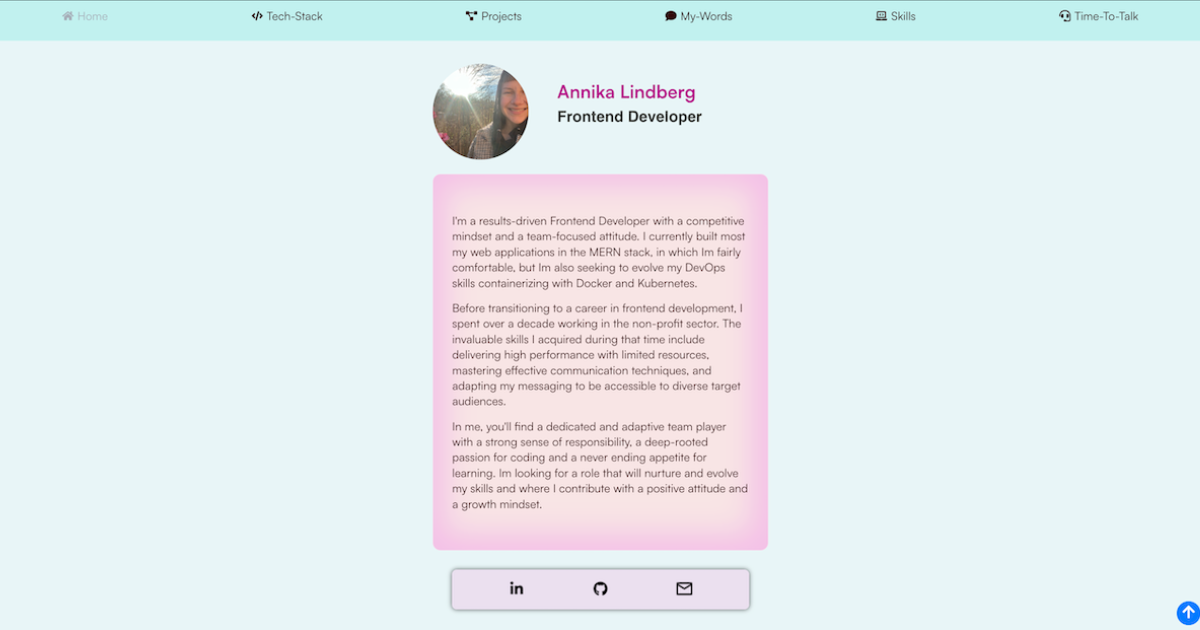 Home
Tech-Stack
Projects
My-Words
Skills
Time-To-Talk
Annika Lindberg
Frontend Developer
I'm a results-driven Frontend Developer with a competitive
mindset and a team-focused attitude. I currently built most
my web applications in the MERN stack, in which Im fairly
comfortable, but Im also seeking to evolve my DevOps
skills containerizing with Docker and Kubernetes.
Before transitioning to a career in frontend development, I
spent over a decade working in the non-profit sector. The
invaluable skills I acquired during that time include
delivering high performance with limited resources,
mastering effective communication techniques, and
adapting my messaging to be accessible to diverse target
audiences.
In me, you'll find a dedicated and adaptive team player
with a strong sense of responsibility, a deep-rooted
passion for coding and a never ending appetite for
learning. Im looking for a role that will nurture and evolve
my skills and where I contribute with a positive attitude and
a growth mindset.
in